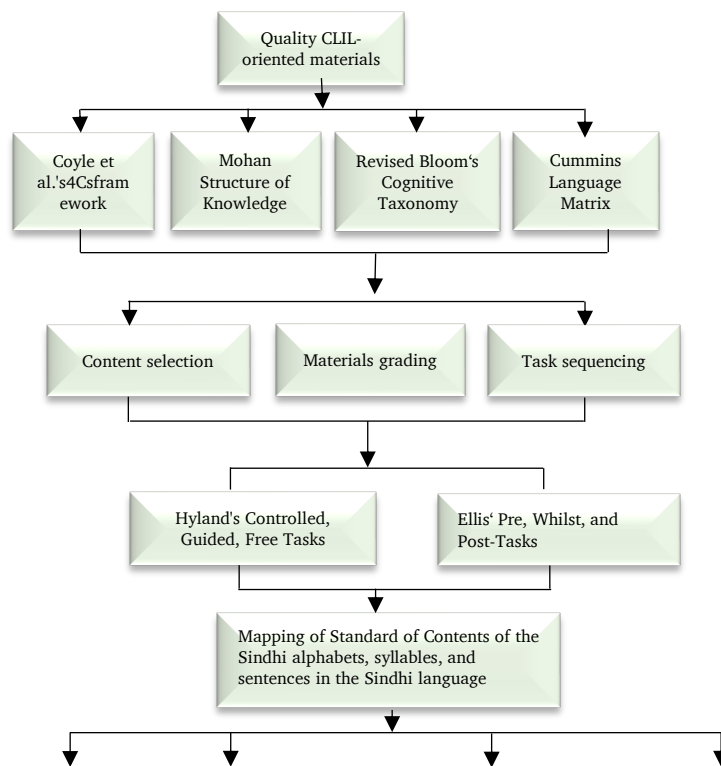 Quality CLIL-
oriented materials
Coyle et
al.'s4Csfram
ework
Mohan
Structure of
Knowledge
Revised Bloom‘s
Cognitive
Taxonomy
Cummins
Language
Matrix
Content selection
Materials grading
Task sequencing
Hyland's Controlled,
Guided, Free Tasks
Ellis‘ Pre, Whilst, and
Post-Tasks
Mapping of Standard of Contents of the
Sindhi alphabets, syllables, and
sentences in the Sindhi language